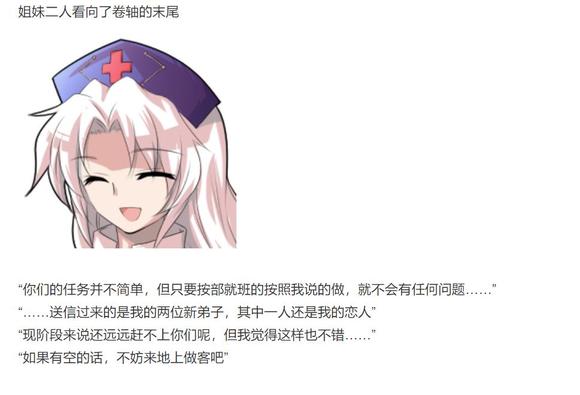 姐妹二人看向了卷轴的末尾
“你们的任务并不简单，但只要按部就班的按照我说的做，就不会有任何问题……”
“……送信过来的是我的两位新弟子，其中一人还是我的恋人”
“现阶段来说还远远赶不上你们呢，但我觉得这样也不错……”
“如果有空的话，不妨来地上做客吧”